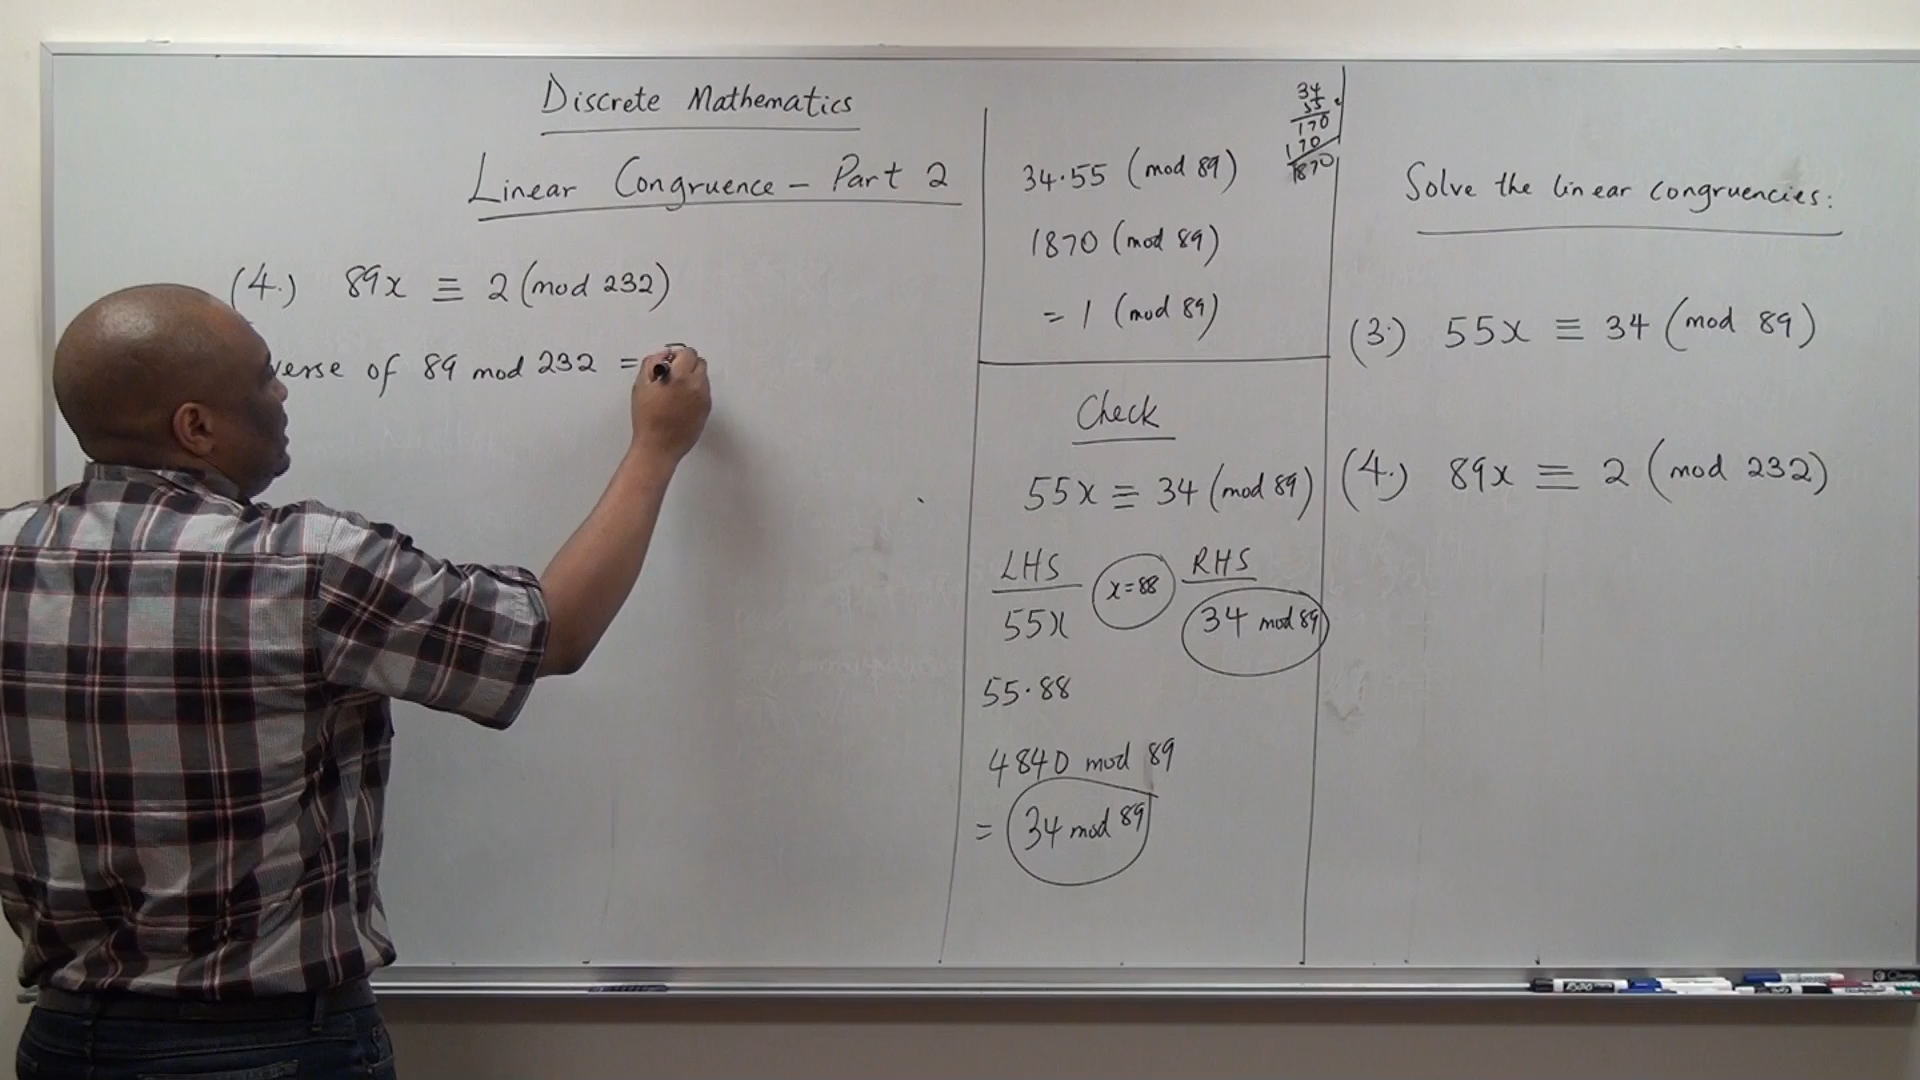 Discrete Mathematics
Linear Congruence - Part 2
(4.) 89x ≡ 2 (mod 232)
verse of 89 mod 232 =
34·55 (mod 89)
1870 (mod 89)
= 1 (mod 89)
34
55
170
170
1870
Check
55x ≡ 34 (mod 89)
LHS
x=88
RHS
55x
34 mod 89
55·88
4840 mod 89
= 34 mod 89
Solve the linear congruencies:
(3.) 55x ≡ 34 (mod 89)
(4.) 89x ≡ 2 (mod 232)